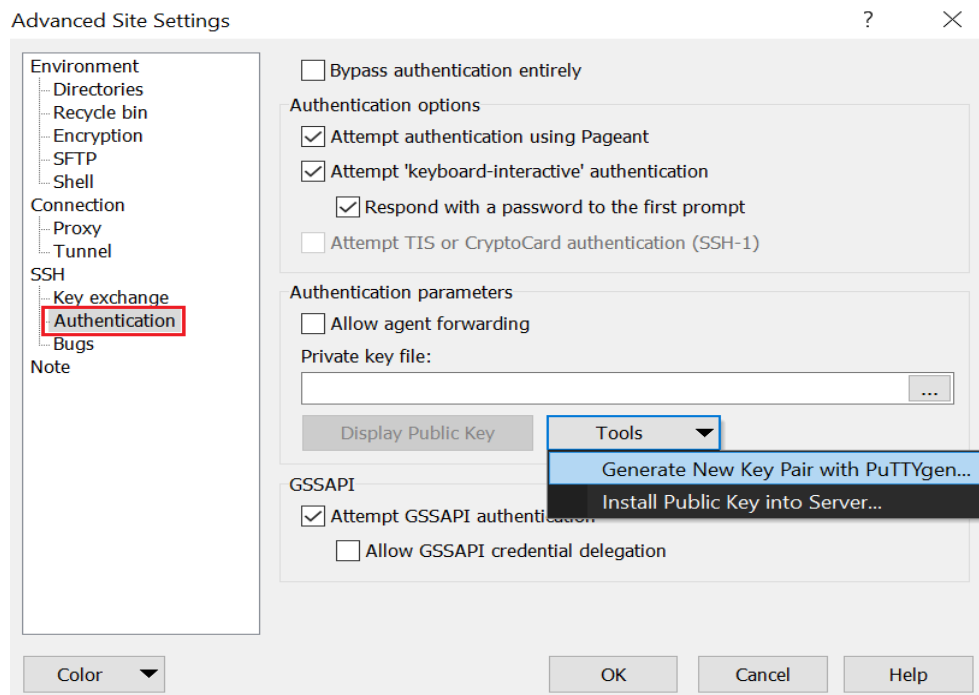 Advanced Site Settings ?
Environment
Directories
Recycle bin
Encryption
SFTP
Shell
Connection
Proxy
Tunnel
SSH
Key exchange
Authentication
Bugs
Note
Bypass authentication entirely
Authentication options
Attempt authentication using Pageant
Attempt 'keyboard-interactive' authentication
Respond with a password to the first prompt
Attempt TIS or CryptoCard authentication (SSH-1)
Authentication parameters
Allow agent forwarding
Private key file:
...
Display Public Key Tools
Generate New Key Pair with PuTTYgen...
Install Public Key into Server...
GSSAPI
Attempt GSSAPI authentication
Allow GSSAPI credential delegation
Color OK Cancel Help